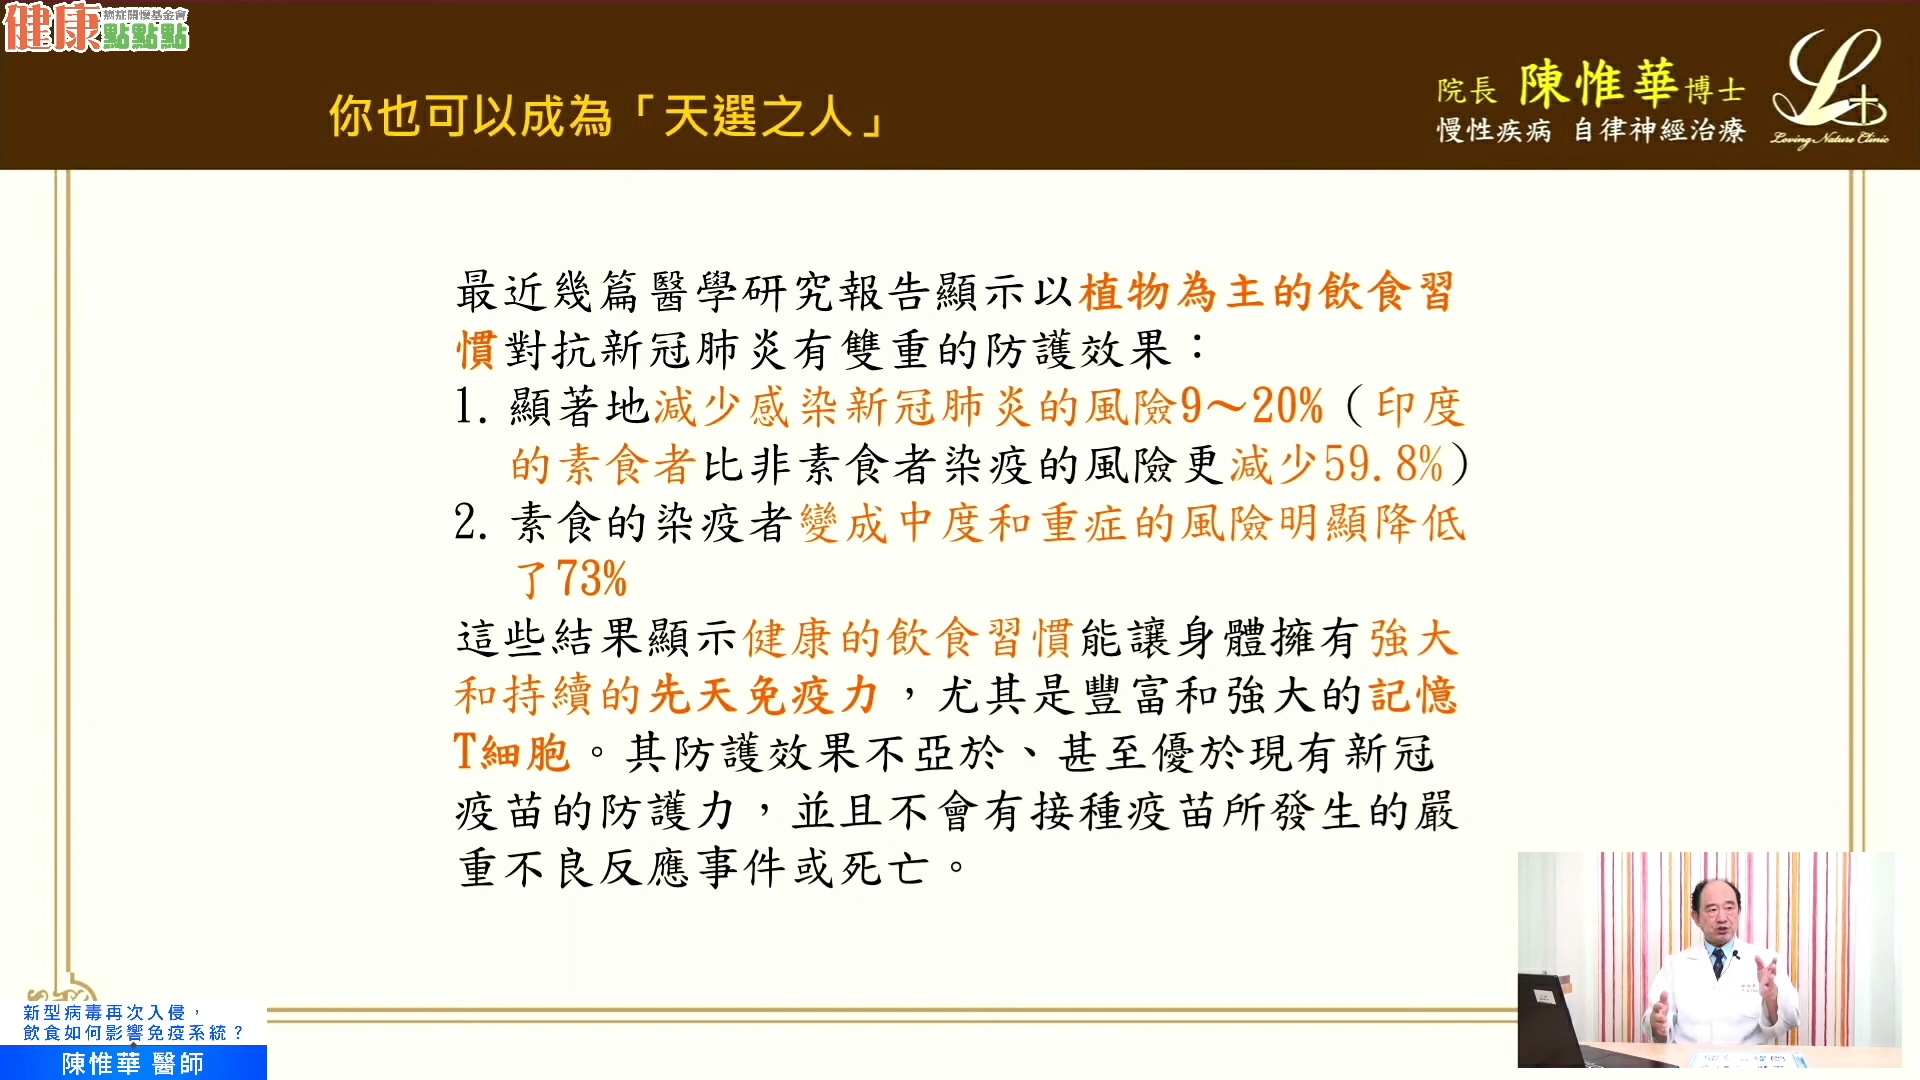 健康點點點
癌症關懷基金會
你也可以成為「天選之人」
院長 陳惟華博士
慢性疾病 自律神經治療
Loving Nature Clinic
最近幾篇醫學研究報告顯示以植物為主的飲食習
慣對抗新冠肺炎有雙重的防護效果：
1. 顯著地減少感染新冠肺炎的風險9～20%（印度
的素食者比非素食者染疫的風險更減少59.8%）
2. 素食的染疫者變成中度和重症的風險明顯降低
了73%
這些結果顯示健康的飲食習慣能讓身體擁有強大
和持續的先天免疫力，尤其是豐富和強大的記憶
T細胞。其防護效果不亞於、甚至優於現有新冠
疫苗的防護力，並且不會有接種疫苗所發生的嚴
重不良反應事件或死亡。
新型病毒再次入侵，
飲食如何影響免疫系統？
陳惟華 醫師